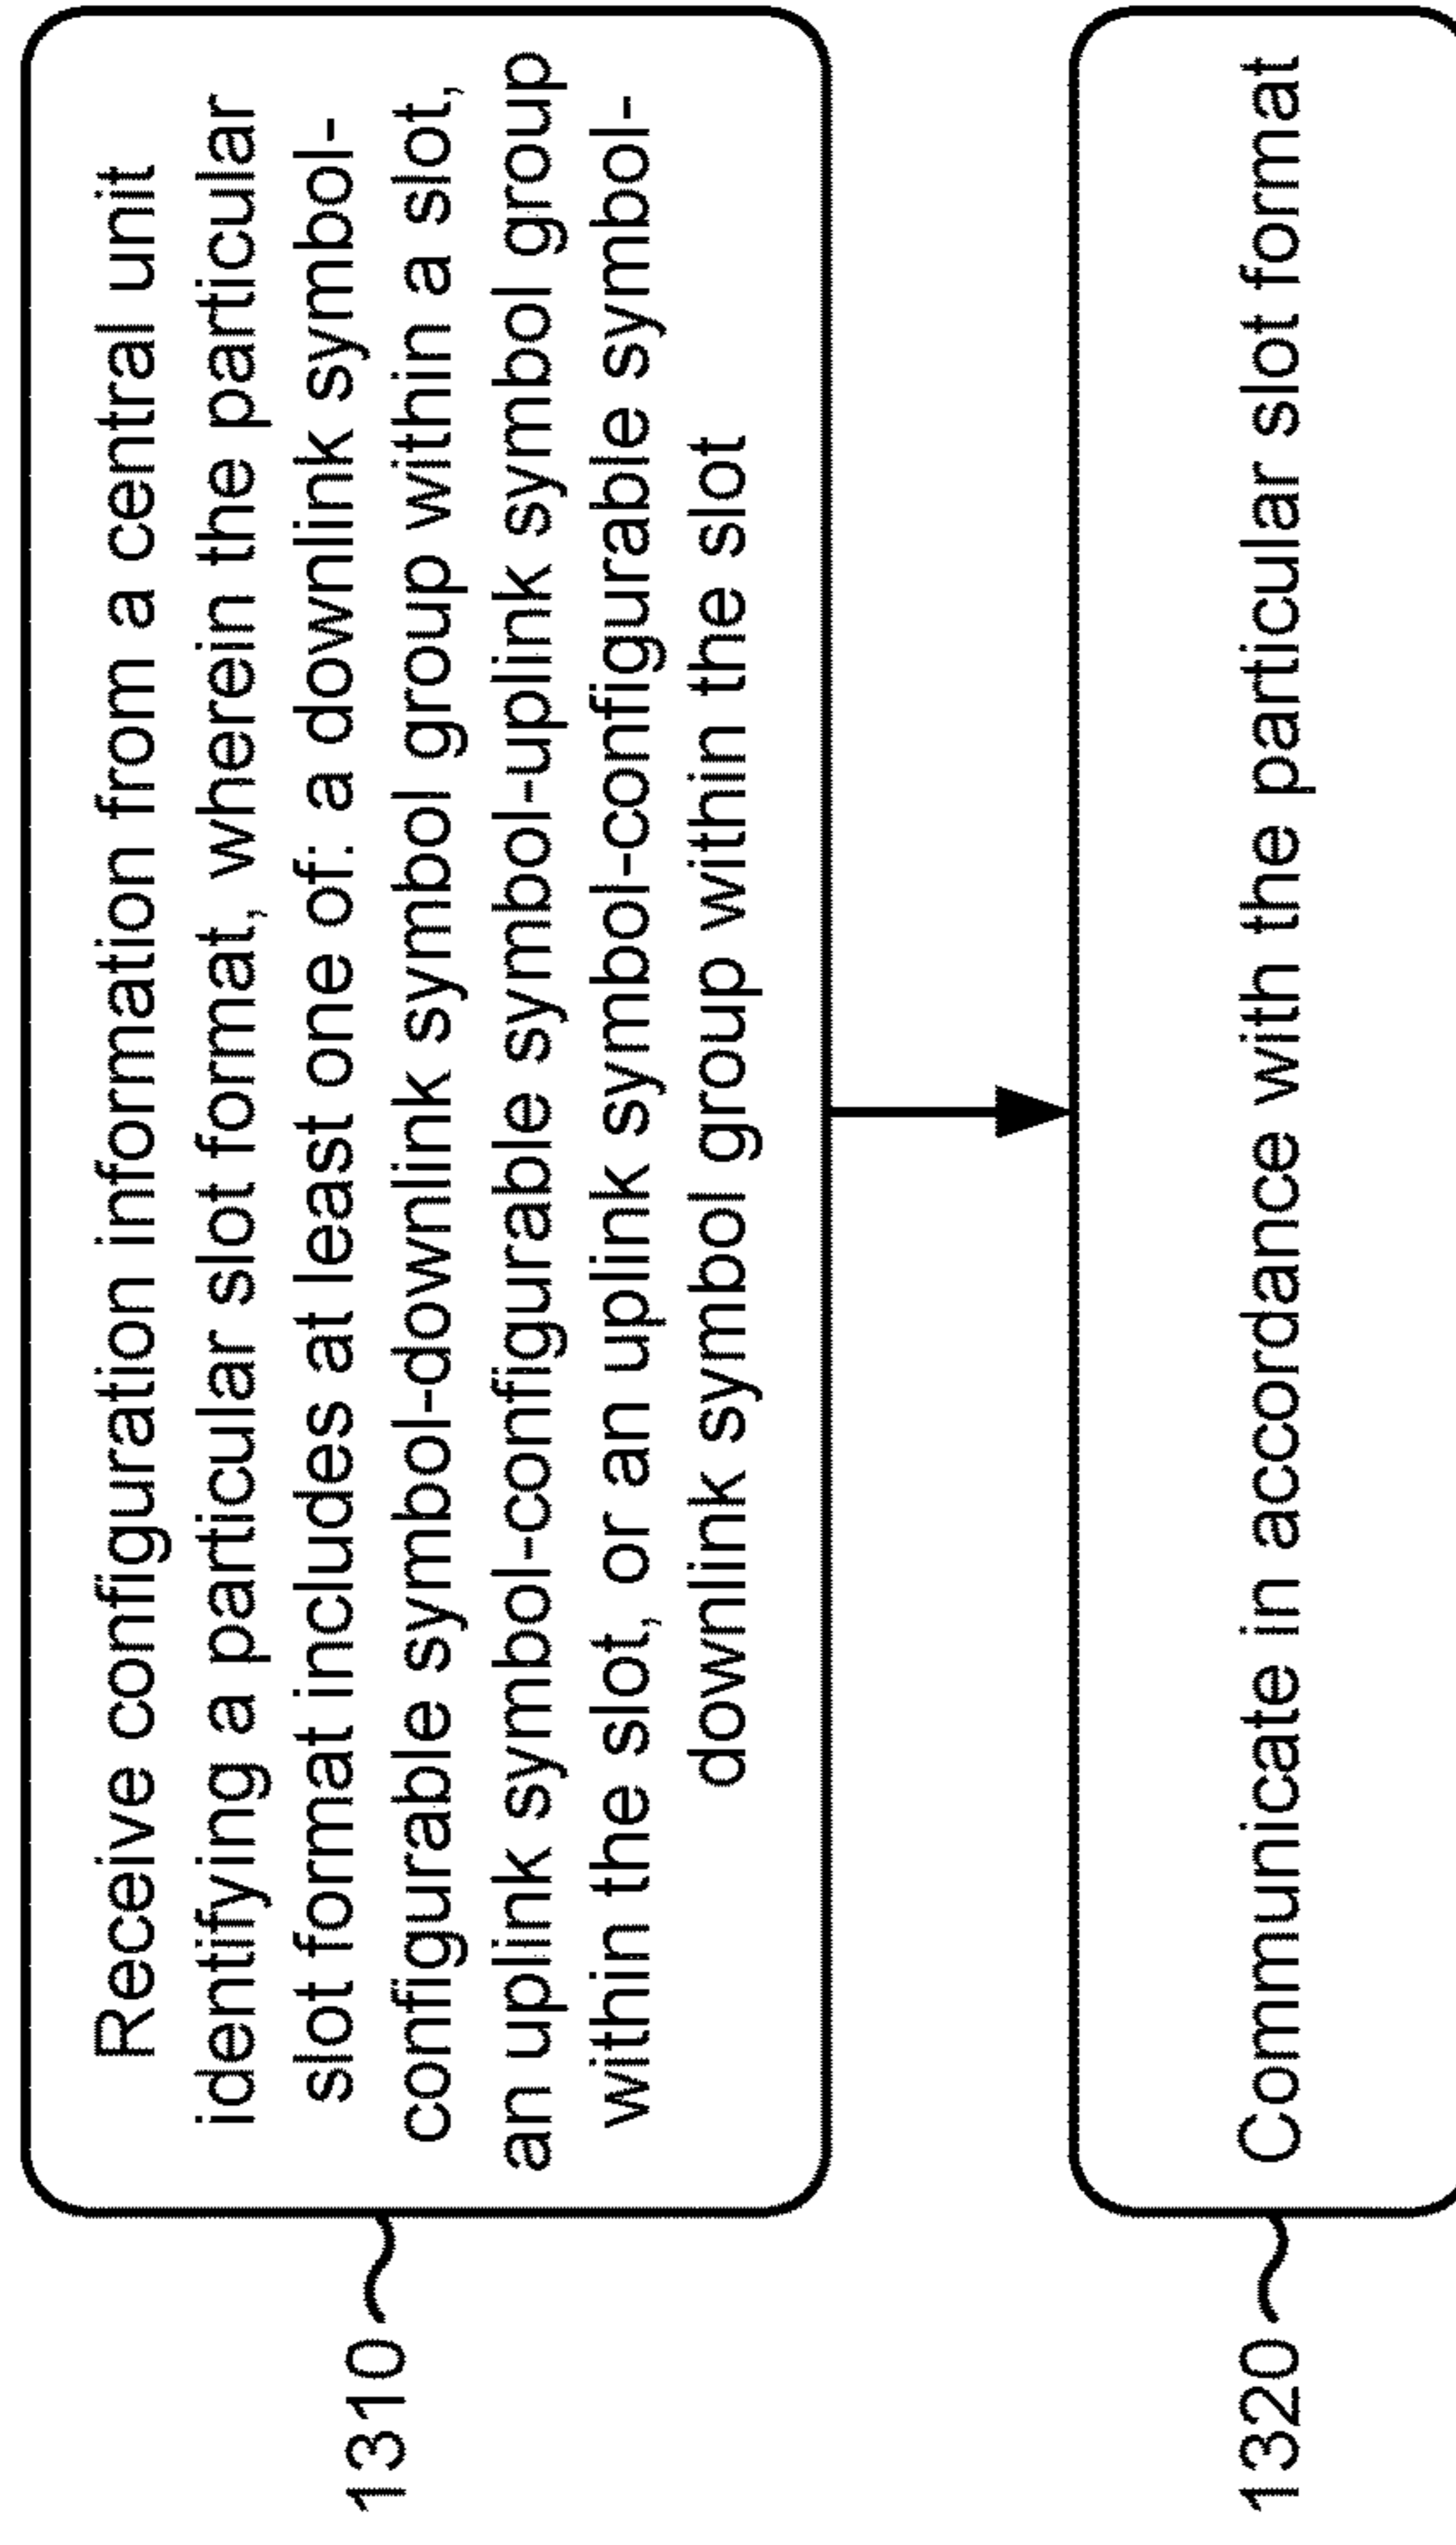 Receive configuration information from a central unit
identifying a particular slot format, wherein the particular
slot format includes at least one of: a downlink symbol-
configurable symbol-downlink symbol group within a slot,
an uplink symbol-configurable symbol-uplink symbol group
within the slot, or an uplink symbol-configurable symbol-
downlink symbol group within the slot
1310
Communicate in accordance with the particular slot format
1320